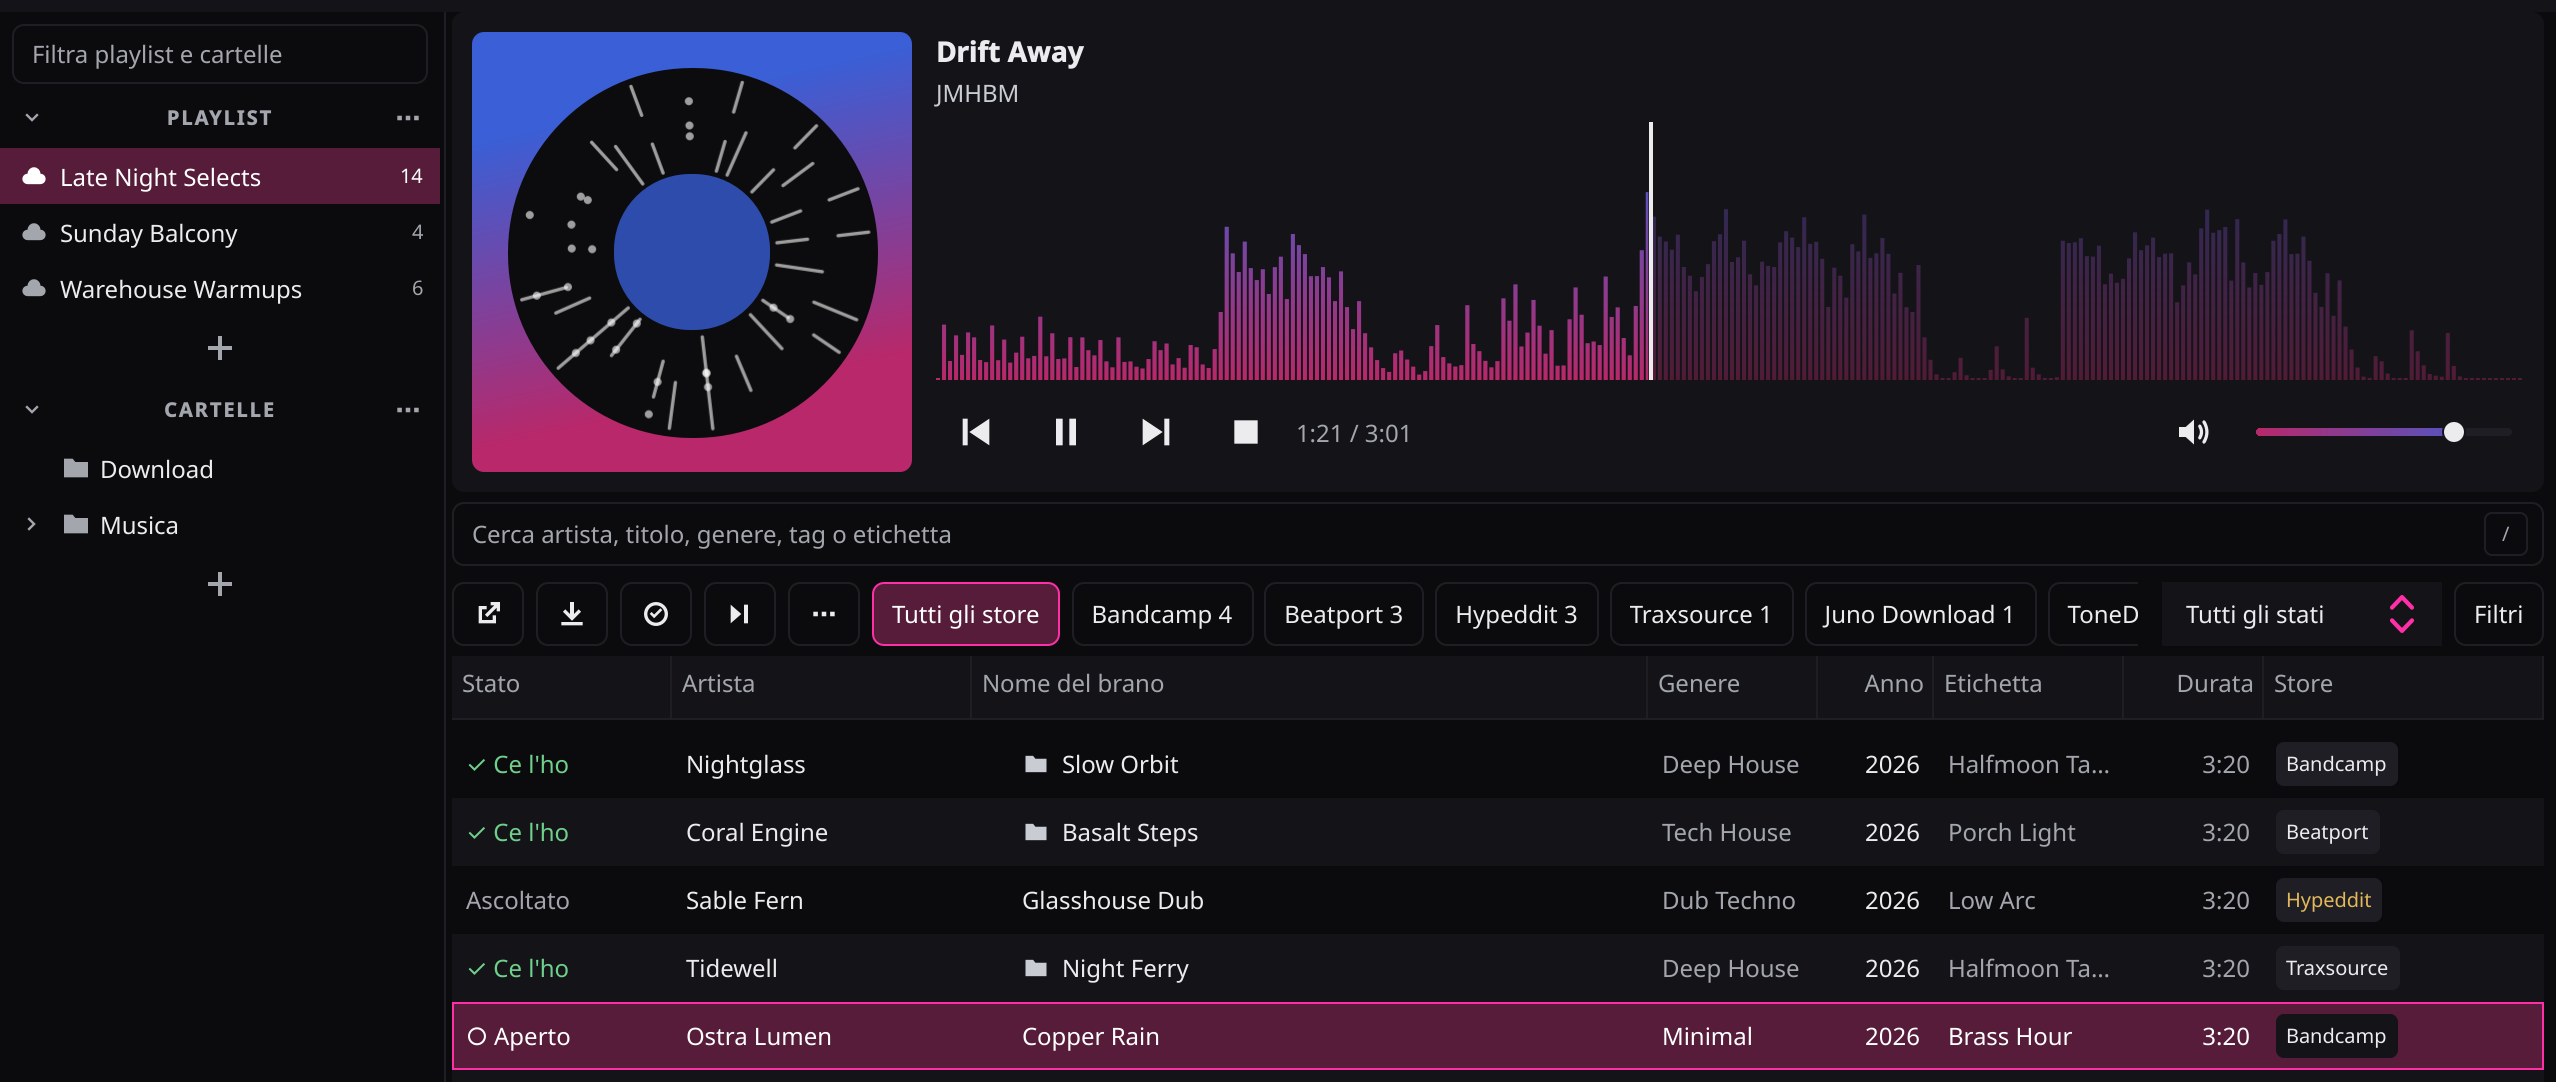 Filtra playlist e cartelle
PLAYLIST
Late Night Selects 14
Sunday Balcony 4
Warehouse Warmups 6
CARTELLE
Download
Musica
Drift Away
JMHBM
1:21 / 3:01
Cerca artista, titolo, genere, tag o etichetta /
Tutti gli store Bandcamp 4 Beatport 3 Hypeddit 3 Traxsource 1 Juno Download 1 ToneD Tutti gli stati Filtri
Stato Artista Nome del brano Genere Anno Etichetta Durata Store
Ce l'ho Nightglass Slow Orbit Deep House 2026 Halfmoon Ta... 3:20 Bandcamp
Ce l'ho Coral Engine Basalt Steps Tech House 2026 Porch Light 3:20 Beatport
Ascoltato Sable Fern Glasshouse Dub Dub Techno 2026 Low Arc 3:20 Hypeddit
Ce l'ho Tidewell Night Ferry Deep House 2026 Halfmoon Ta... 3:20 Traxsource
Aperto Ostra Lumen Copper Rain Minimal 2026 Brass Hour 3:20 Bandcamp